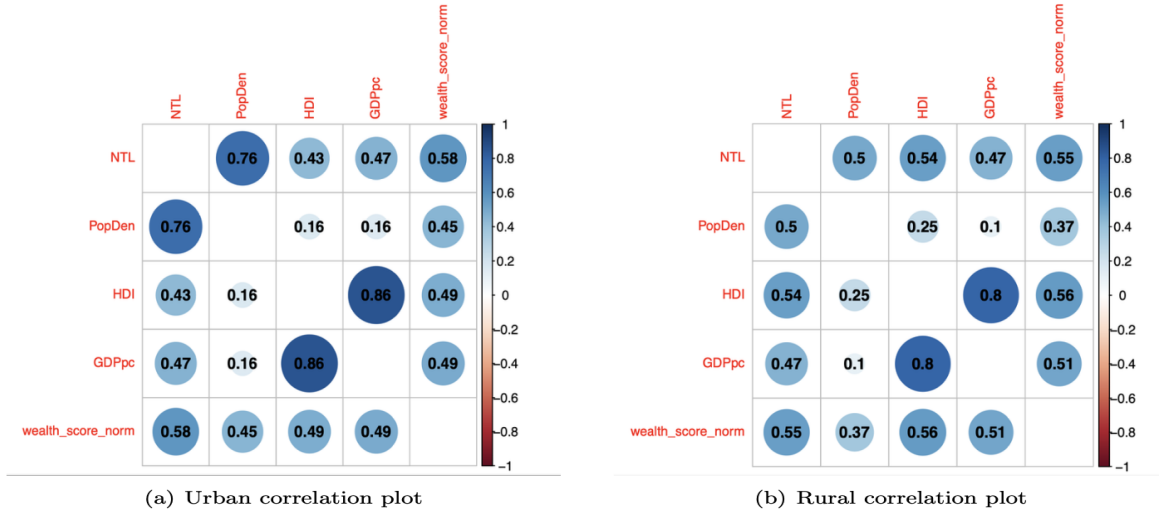 NTL PopDen HDI GDPpc wealth_score_norm
NTL 0.76 0.43 0.47 0.58
PopDen 0.76 0.16 0.16 0.45
HDI 0.43 0.16 0.86 0.49
GDPpc 0.47 0.16 0.86 0.49
wealth_score_norm 0.58 0.45 0.49 0.49
1
0.8
0.6
0.4
0.2
0
-0.2
-0.4
-0.6
-0.8
-1
(a) Urban correlation plot
NTL PopDen HDI GDPpc wealth_score_norm
NTL 0.5 0.54 0.47 0.55
PopDen 0.5 0.25 0.1 0.37
HDI 0.54 0.25 0.8 0.56
GDPpc 0.47 0.1 0.8 0.51
wealth_score_norm 0.55 0.37 0.56 0.51
1
0.8
0.6
0.4
0.2
0
-0.2
-0.4
-0.6
-0.8
-1
(b) Rural correlation plot